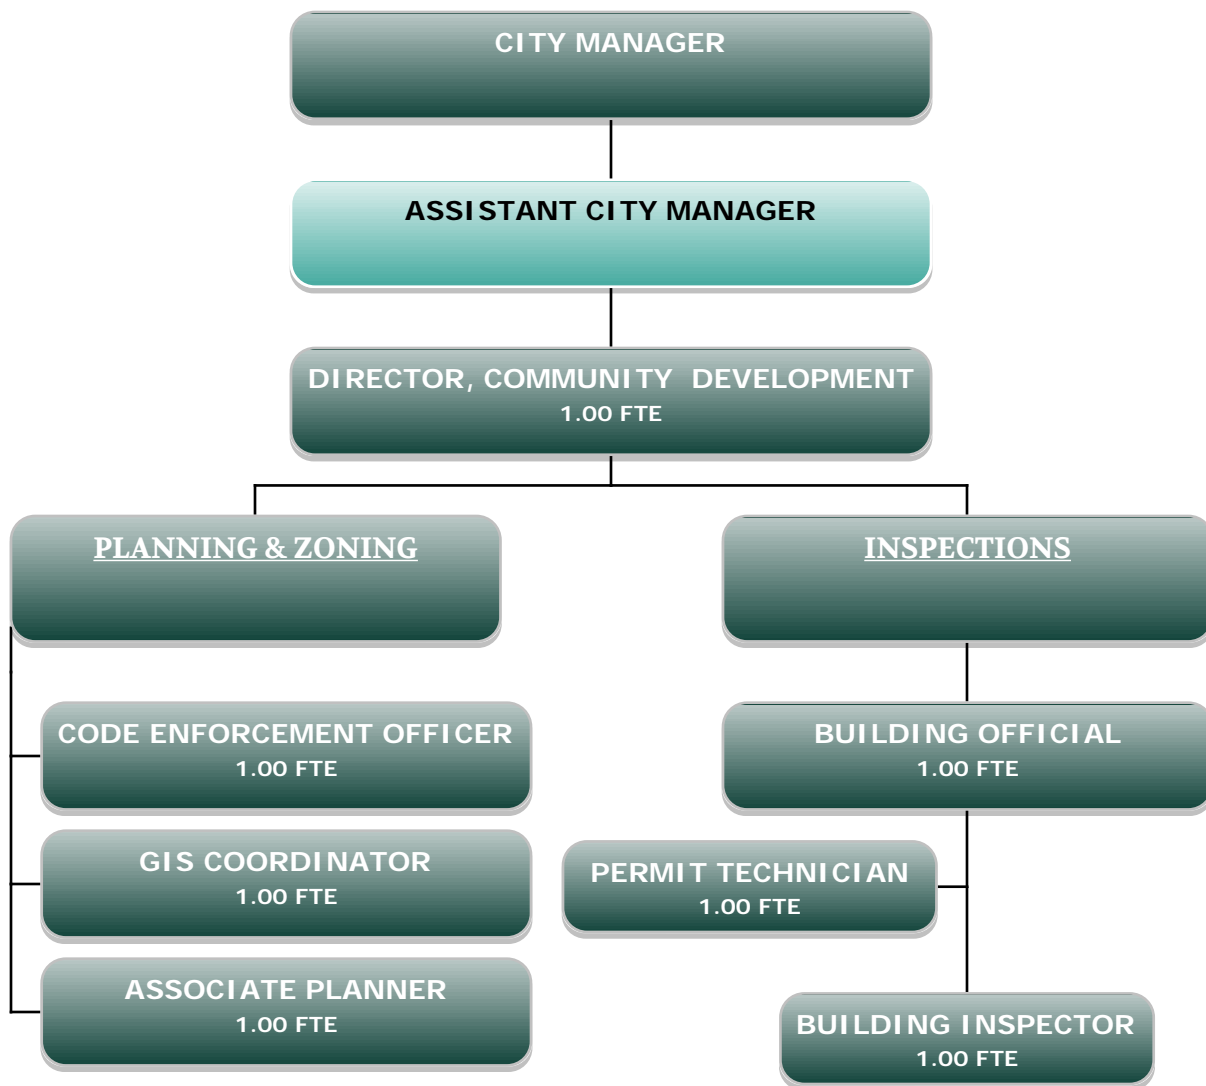 CITY MANAGER
ASSISTANT CITY MANAGER
DIRECTOR, COMMUNITY DEVELOPMENT
1.00 FTE
PLANNING & ZONING
CODE ENFORCEMENT OFFICER
1.00 FTE
GIS COORDINATOR
1.00 FTE
ASSOCIATE PLANNER
1.00 FTE
INSPECTIONS
BUILDING OFFICIAL
1.00 FTE
PERMIT TECHNICIAN
1.00 FTE
BUILDING INSPECTOR
1.00 FTE